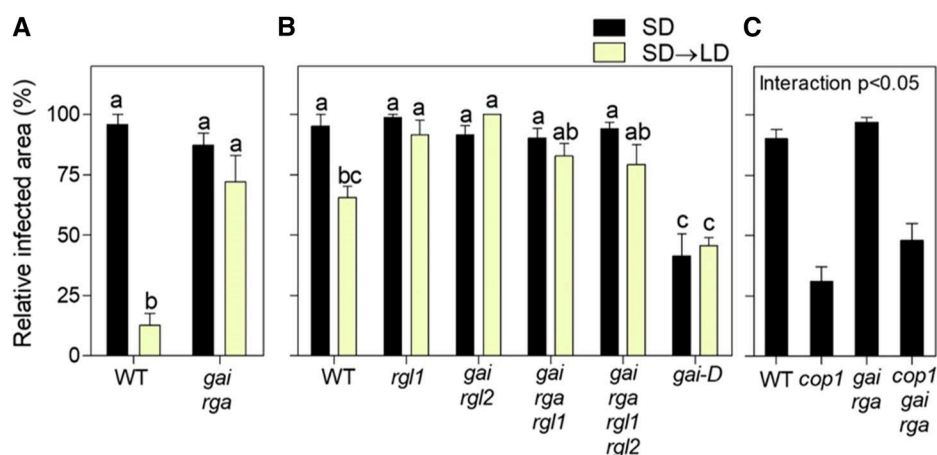 A
B
C
SD
SD→LD
Relative infected area (%)
100
75
50
25
0
a
b
a
a
WT
gai
rga
a
bc
a
a
a
a
a
ab
a
ab
c
c
WT
rgl1
gai
rgl2
gai
rga
rgl1
gai
rga
rgl1
rgl2
gai-D
Interaction p<0.05
WT
cop1
gai
rga
cop1
gai
rga